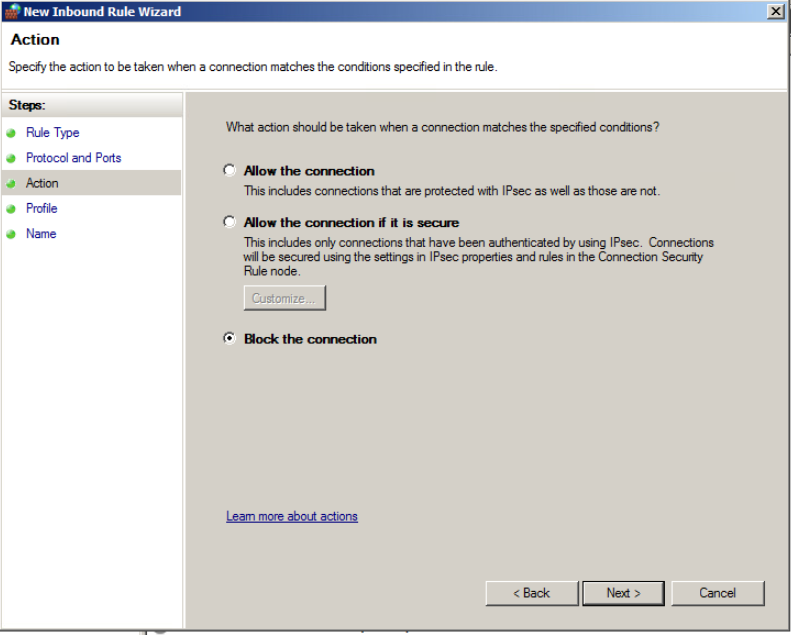 New Inbound Rule Wizard
Action
Specify the action to be taken when a connection matches the conditions specified in the rule.
Steps:
Rule Type
Protocol and Ports
Action
Profile
Name
What action should be taken when a connection matches the specified conditions?
Allow the connection
This includes connections that are protected with IPsec as well as those are not.
Allow the connection if it is secure
This includes only connections that have been authenticated by using IPsec. Connections
will be secured using the settings in IPsec properties and rules in the Connection Security
Rule node.
Customize...
Block the connection
Learn more about actions
< Back
Next >
Cancel